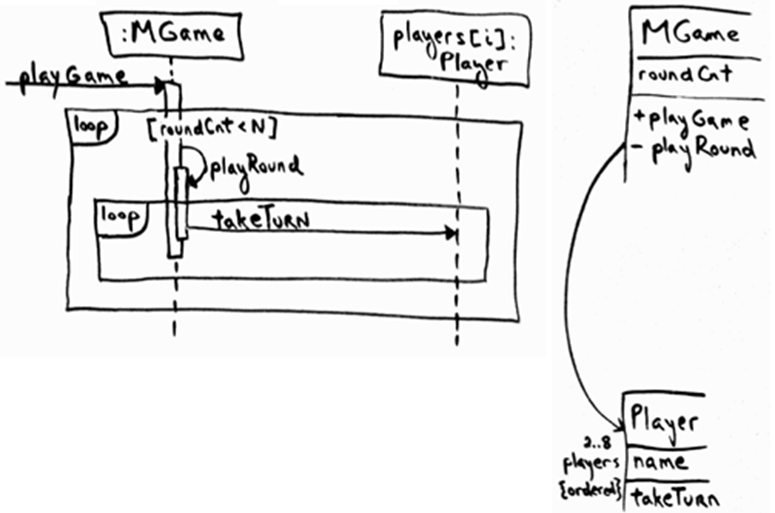 :MGame
players[i]:
Player
playGame
loop
[roundCnt<N]
playRound
loop
takeTURN
MGame
roundCnt
+playGame
- playRound
Player
2..8
players
{ordered}
name
takeTurn